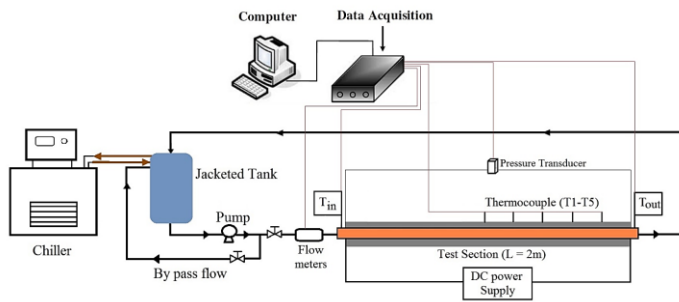 Computer
Data Acquisition
Jacketed Tank
Pressure Transducer
Tin
Thermocouple (T1-T5)
Tout
Pump
Chiller
Flow
meters
Test Section (L = 2m)
By pass flow
DC power
Supply